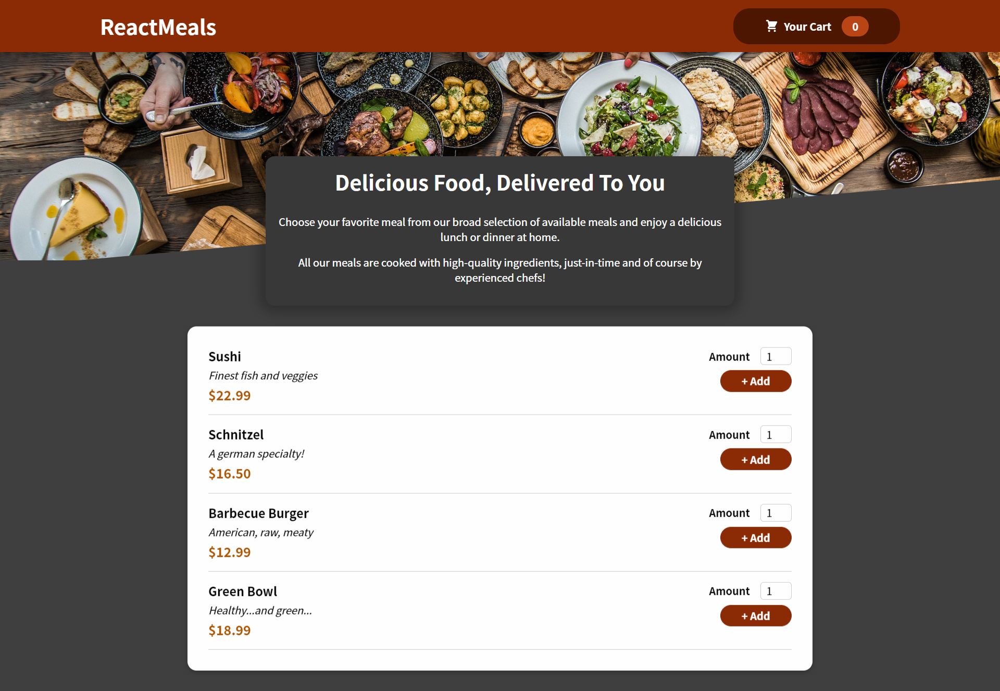 ReactMeals
Your Cart 0
Delicious Food, Delivered To You
Choose your favorite meal from our broad selection of available meals and enjoy a delicious
lunch or dinner at home.
All our meals are cooked with high-quality ingredients, just-in-time and of course by
experienced chefs!
Sushi
Finest fish and veggies
$22.99
Amount 1
+ Add
Schnitzel
A german specialty!
$16.50
Amount 1
+ Add
Barbecue Burger
American, raw, meaty
$12.99
Amount 1
+ Add
Green Bowl
Healthy...and green...
$18.99
Amount 1
+ Add